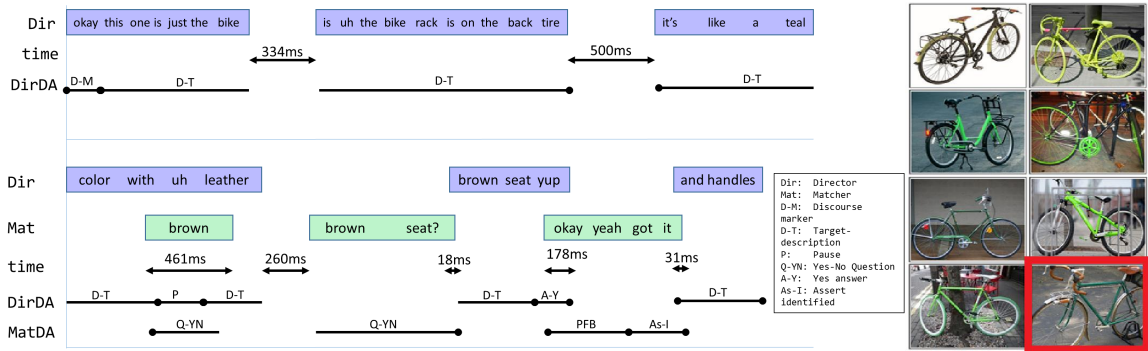 Dir okay this one is just the bike is uh the bike rack is on the back tire it's like a teal
time 334ms 500ms
DirDA D-M D-T D-T D-T
Dir color with uh leather brown seat yup and handles
Mat brown brown seat? okay yeah got it
time 461ms 260ms 18ms 178ms 31ms
DirDA D-T P D-T D-T A-Y D-T
MatDA Q-YN Q-YN PFB As-I
Dir: Director
Mat: Matcher
D-M: Discourse
marker
D-T: Target-
description
P: Pause
Q-YN: Yes-No Question
A-Y: Yes answer
As-I: Assert
identified